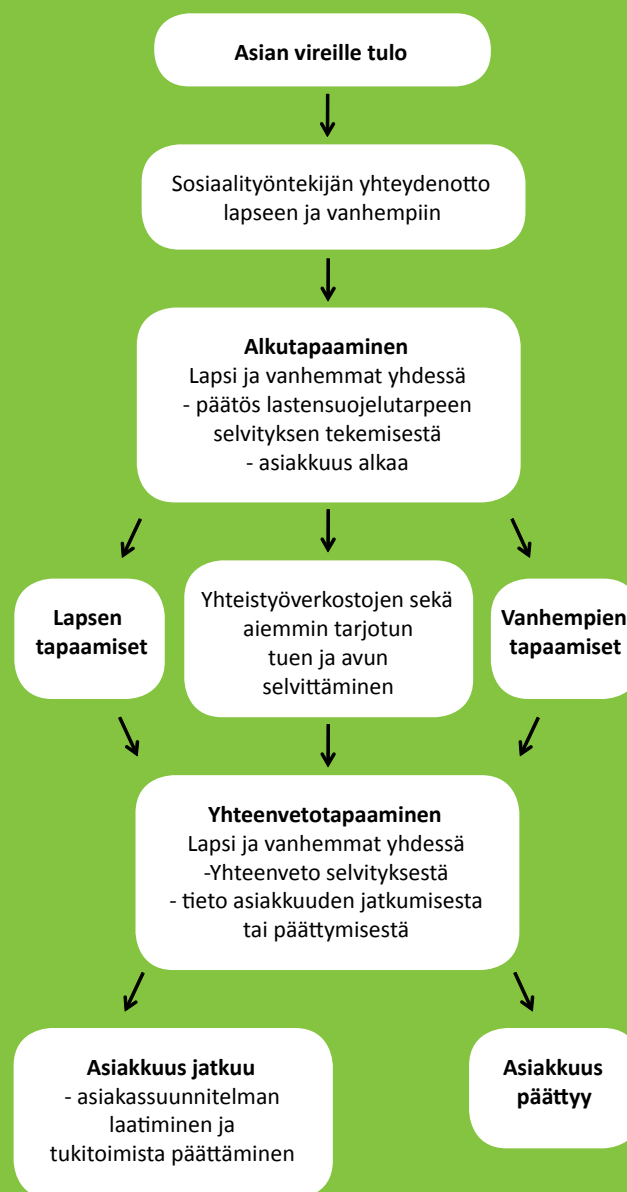 Asian vireille tulo
Sosiaalityöntekijän yhteydenotto
lapseen ja vanhempiin
Alkutapaaminen
Lapsi ja vanhemmat yhdessä
- päätös lastensuojelutarpeen
selvityksen tekemisestä
- asiakkuus alkaa
Lapsen
tapaamiset
Yhteistyöverkostojen sekä
aiemmin tarjotun
tuen ja avun
selvittäminen
Vanhempien
tapaamiset
Yhteenvetotapaaminen
Lapsi ja vanhemmat yhdessä
-Yhteenveto selvityksestä
- tieto asiakkuuden jatkumisesta
tai päättymisestä
Asiakkuus jatkuu
- asiakassuunnitelman
laatiminen ja
tukitoimista päättäminen
Asiakkuus
päättyy